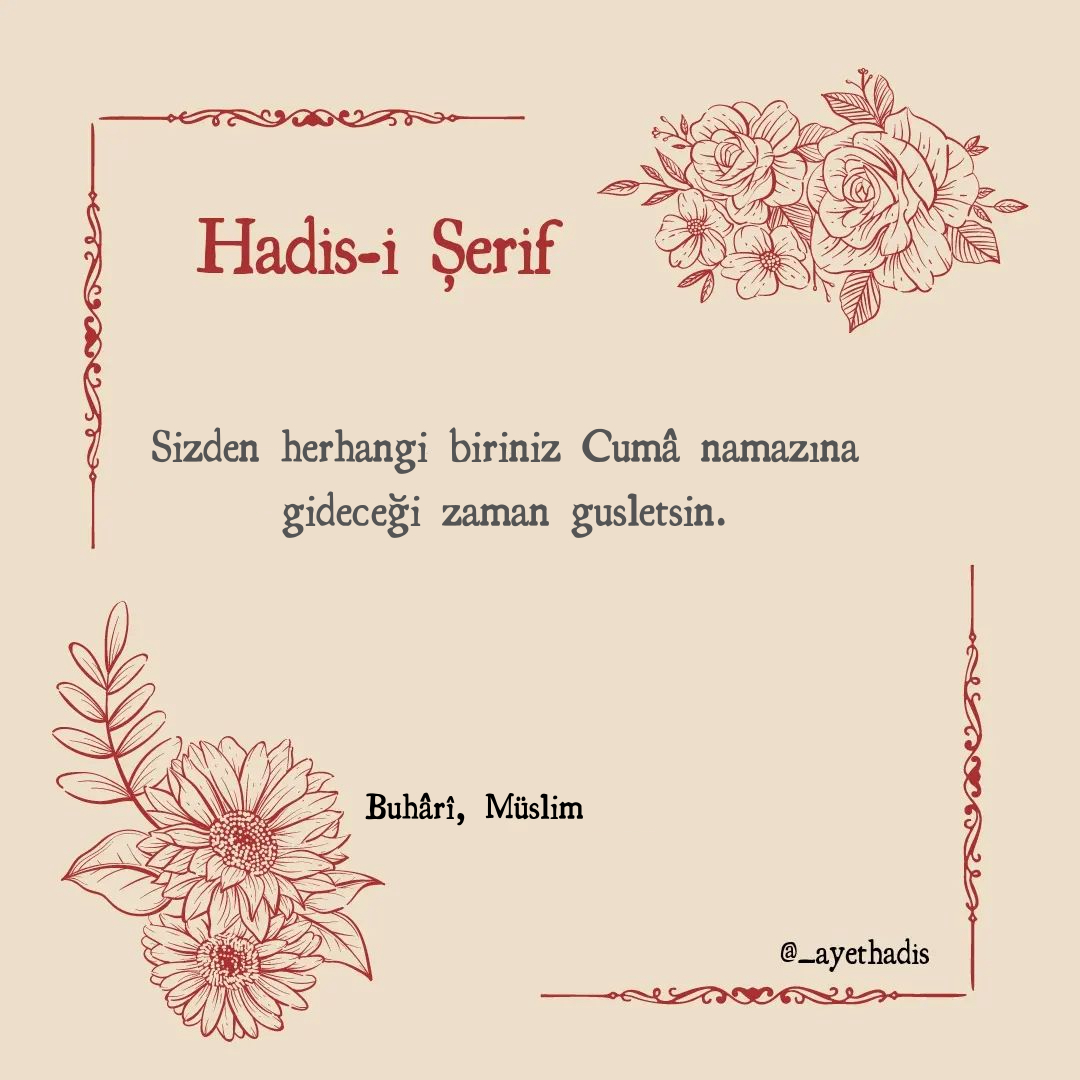 Hadis-i Şerif
Sizden herhangi biriniz Cumâ namazına
gideceği zaman gusletsin.
Buhârî, Müslim
@_ayethadis